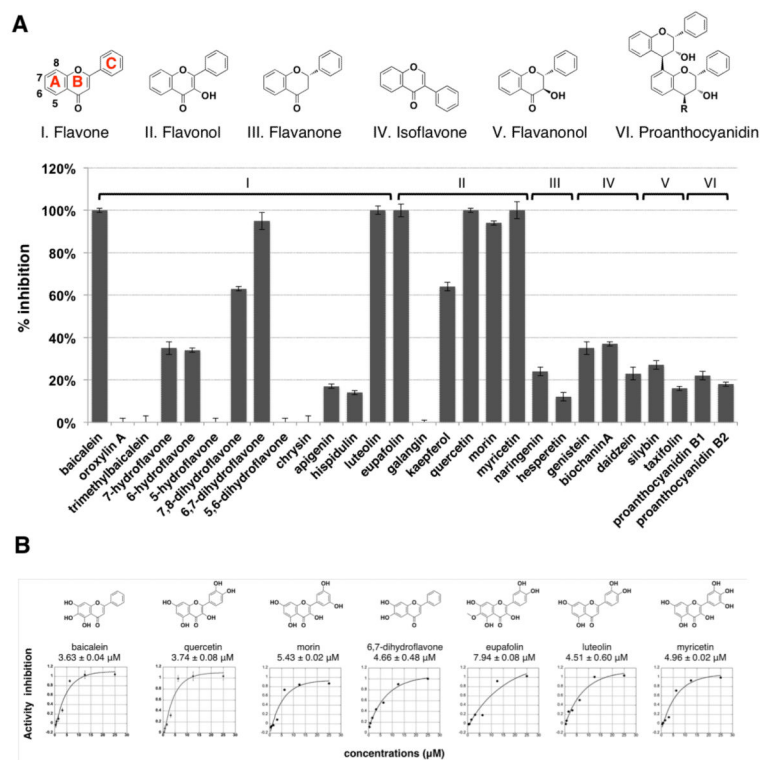 A
8
O
7
A
B
C
6
5
O
O
OH
O
O
O
O
O
O
OH
O
O
OH
O
OH
R
I. Flavone
II. Flavonol
III. Flavanone
IV. Isoflavone
V. Flavanonol
VI. Proanthocyanidin
120%
100%
80%
60%
40%
20%
0%
% inhibition
I
II
III
IV
V
VI
baicalein
oroxylin A
trimethylbaicalein
7-hydroflavone
6-hydroflavone
5-hydroflavone
7,8-dihydroflavone
6,7-dihydroflavone
5,6-dihydroflavone
chrysin
apigenin
hispidulin
luteolin
eupafolin
galangin
kaepferol
quercetin
morin
myricetin
naringenin
hesperetin
genistein
biochaninA
daidzein
silybin
taxifolin
proanthocyanidin B1
proanthocyanidin B2
B
baicalein
3.63 ± 0.04 µM
quercetin
3.74 ± 0.08 µM
morin
5.43 ± 0.02 µM
6,7-dihydroflavone
4.66 ± 0.48 µM
eupafolin
7.94 ± 0.08 µM
luteolin
4.51 ± 0.60 µM
myricetin
4.96 ± 0.02 µM
Activity inhibition
concentrations (µM)